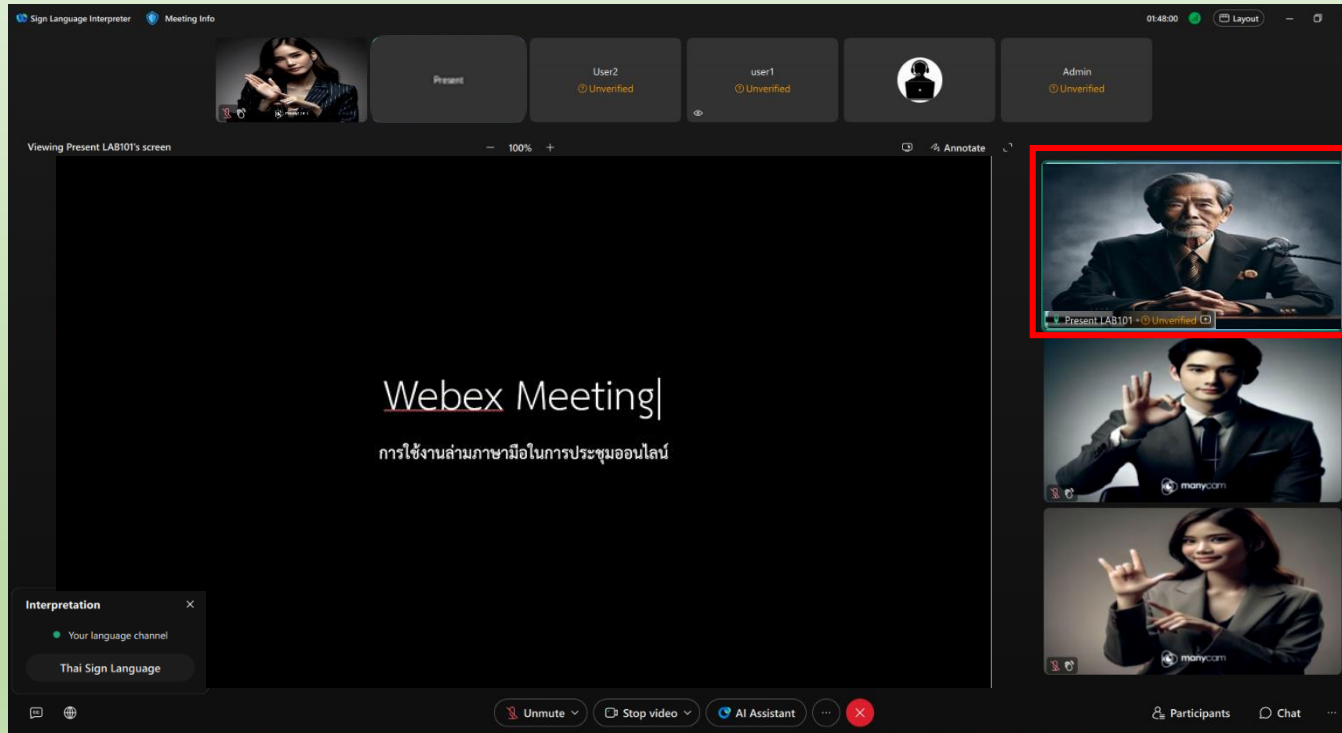 Sign Language Interpreter Meeting Info 01:48:00 Layout
Present User2 user1 Admin
Unverified Unverified Unverified
Viewing Present LAB101's screen − 100% + Annotate
Present LAB101 • Unverified
Webex Meeting
การใช้งานล่ามภาษามือในการประชุมออนไลน์
manycam
manycam
Interpretation ×
Your language channel
Thai Sign Language
Unmute Stop video AI Assistant ... Participants Chat ...